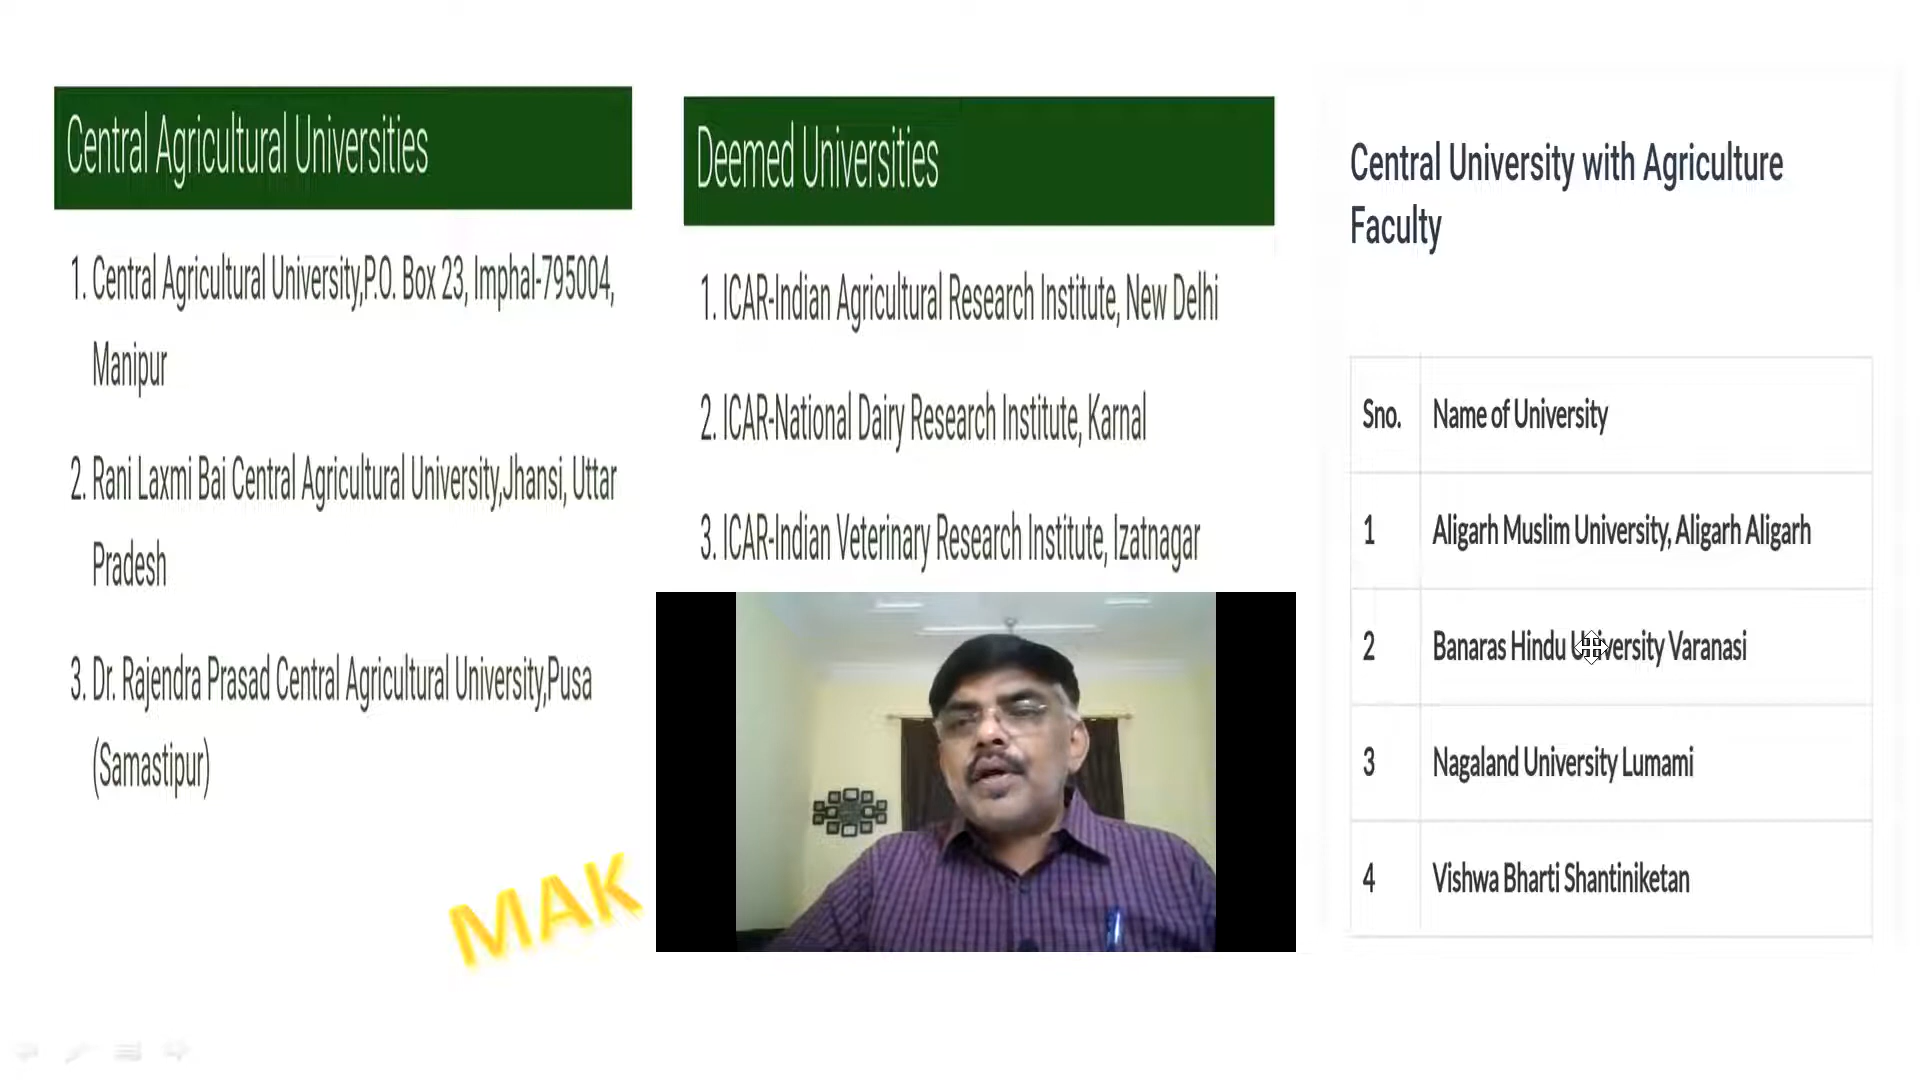 Central Agricultural Universities
1. Central Agricultural University,P.O. Box 23, Imphal-795004,
Manipur
2. Rani Laxmi Bai Central Agricultural University,Jhansi, Uttar
Pradesh
3. Dr. Rajendra Prasad Central Agricultural University,Pusa
(Samastipur)
MAK
Deemed Universities
1. ICAR-Indian Agricultural Research Institute, New Delhi
2. ICAR-National Dairy Research Institute, Karnal
3. ICAR-Indian Veterinary Research Institute, Izatnagar
Central University with Agriculture
Faculty
Sno. Name of University
1 Aligarh Muslim University, Aligarh Aligarh
2 Banaras Hindu University Varanasi
3 Nagaland University Lumami
4 Vishwa Bharti Shantiniketan